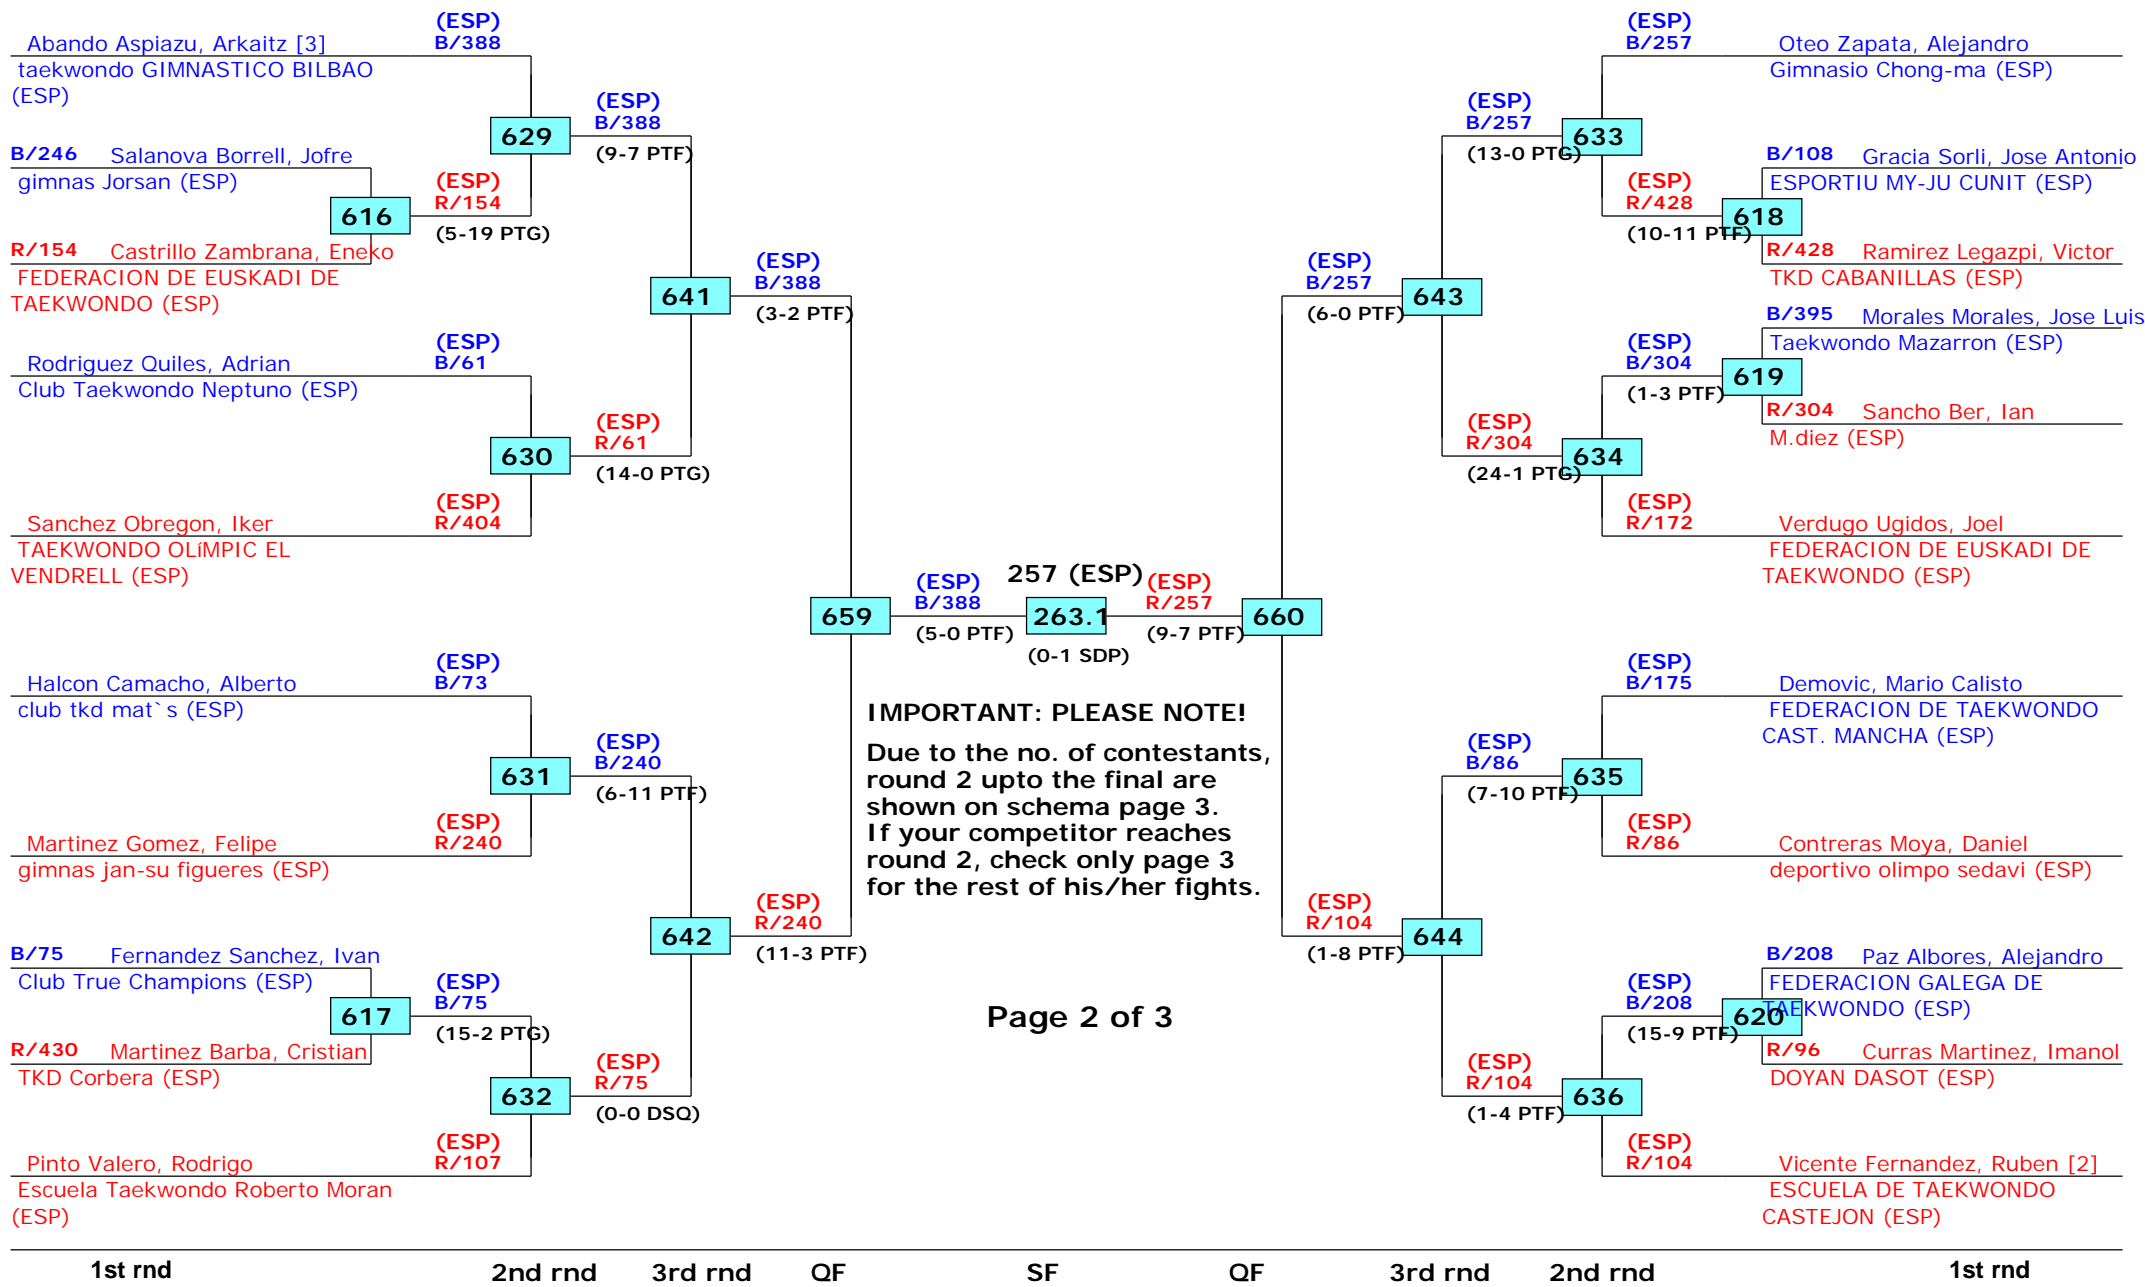 (ESP)
B/388
Abando Aspiazu, Arkaitz [3]
taekwondo GIMNASTICO BILBAO
(ESP)
629
(ESP)
B/388
(9-7 PTF)
B/246 Salanova Borrell, Jofre
gimnas Jorsan (ESP)
616
(ESP)
R/154
(5-19 PTG)
R/154 Castrillo Zambrana, Eneko
FEDERACION DE EUSKADI DE
TAEKWONDO (ESP)
641
(ESP)
B/388
(3-2 PTF)
(ESP)
B/61
Rodriguez Quiles, Adrian
Club Taekwondo Neptuno (ESP)
630
(ESP)
R/61
(14-0 PTG)
(ESP)
R/404
Sanchez Obregon, Iker
TAEKWONDO OLíMPIC EL
VENDRELL (ESP)
659
(ESP)
B/388
(5-0 PTF)
(ESP)
B/73
Halcon Camacho, Alberto
club tkd mat`s (ESP)
631
(ESP)
B/240
(6-11 PTF)
(ESP)
R/240
Martinez Gomez, Felipe
gimnas jan-su figueres (ESP)
642
(ESP)
R/240
(11-3 PTF)
B/75 Fernandez Sanchez, Ivan
Club True Champions (ESP)
617
(ESP)
B/75
(15-2 PTG)
R/430 Martinez Barba, Cristian
TKD Corbera (ESP)
632
(ESP)
R/75
(0-0 DSQ)
(ESP)
R/107
Pinto Valero, Rodrigo
Escuela Taekwondo Roberto Moran
(ESP)
257 (ESP)
263.1
(0-1 SDP)
IMPORTANT: PLEASE NOTE!
Due to the no. of contestants,
round 2 upto the final are
shown on schema page 3.
If your competitor reaches
round 2, check only page 3
for the rest of his/her fights.
Page 2 of 3
(ESP)
R/257
(9-7 PTF)
660
(ESP)
B/257
Oteo Zapata, Alejandro
Gimnasio Chong-ma (ESP)
(ESP)
B/257
(13-0 PTG)
633
B/108 Gracia Sorli, Jose Antonio
ESPORTIU MY-JU CUNIT (ESP)
(ESP)
R/428
(10-11 PTF)
618
R/428 Ramirez Legazpi, Victor
TKD CABANILLAS (ESP)
(ESP)
B/257
(6-0 PTF)
643
B/395 Morales Morales, Jose Luis
Taekwondo Mazarron (ESP)
(ESP)
B/304
(1-3 PTF)
619
R/304 Sancho Ber, Ian
M.diez (ESP)
(ESP)
R/304
(24-1 PTG)
634
(ESP)
R/172
Verdugo Ugidos, Joel
FEDERACION DE EUSKADI DE
TAEKWONDO (ESP)
(ESP)
B/175
Demovic, Mario Calisto
FEDERACION DE TAEKWONDO
CAST. MANCHA (ESP)
(ESP)
B/86
(7-10 PTF)
635
(ESP)
R/86
Contreras Moya, Daniel
deportivo olimpo sedavi (ESP)
(ESP)
R/104
(1-8 PTF)
644
B/208 Paz Albores, Alejandro
FEDERACION GALEGA DE
TAEKWONDO (ESP)
(ESP)
B/208
(15-9 PTF)
620
R/96 Curras Martinez, Imanol
DOYAN DASOT (ESP)
(ESP)
R/104
(1-4 PTF)
636
(ESP)
R/104
Vicente Fernandez, Ruben [2]
ESCUELA DE TAEKWONDO
CASTEJON (ESP)
1st rnd 2nd rnd 3rd rnd QF SF QF 3rd rnd 2nd rnd 1st rnd